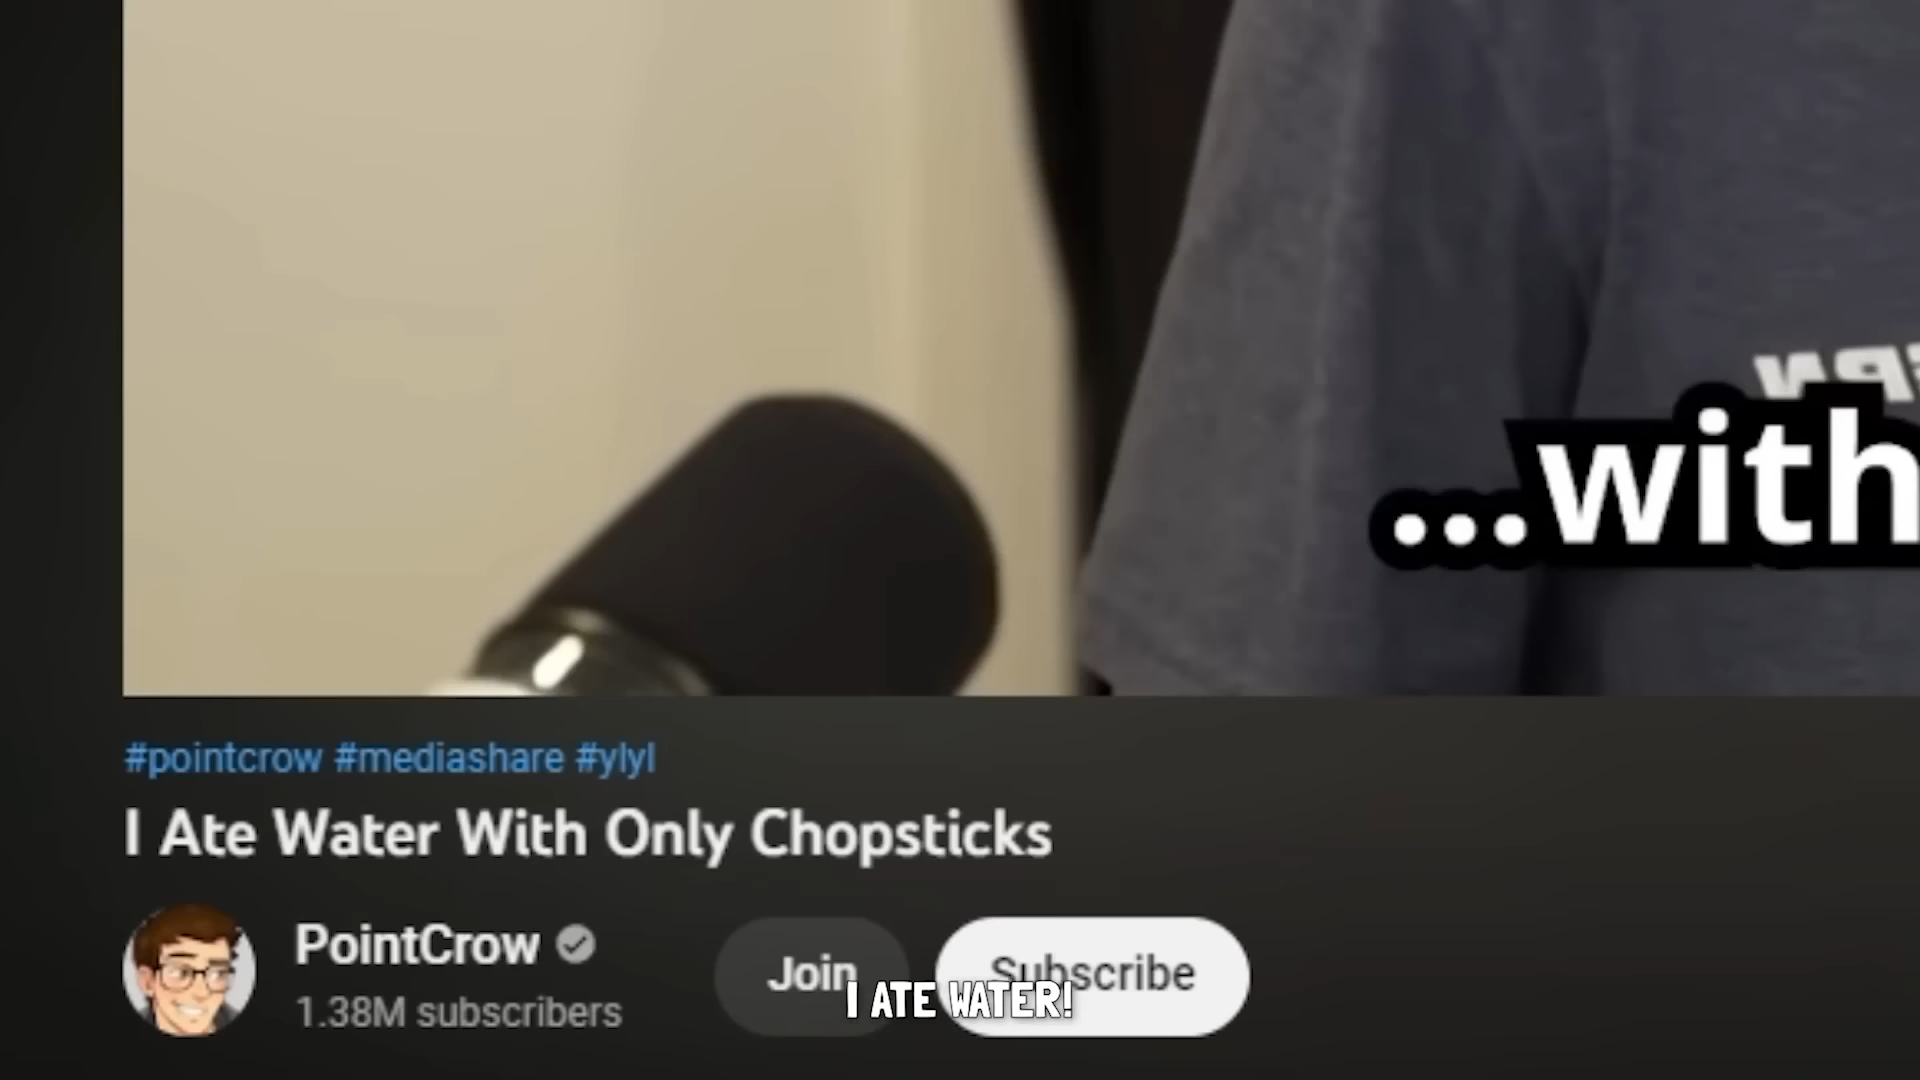 ...with
#pointcrow #mediashare #ylyl
I Ate Water With Only Chopsticks
PointCrow
1.38M subscribers
Join
Subscribe
I ATE WATER!